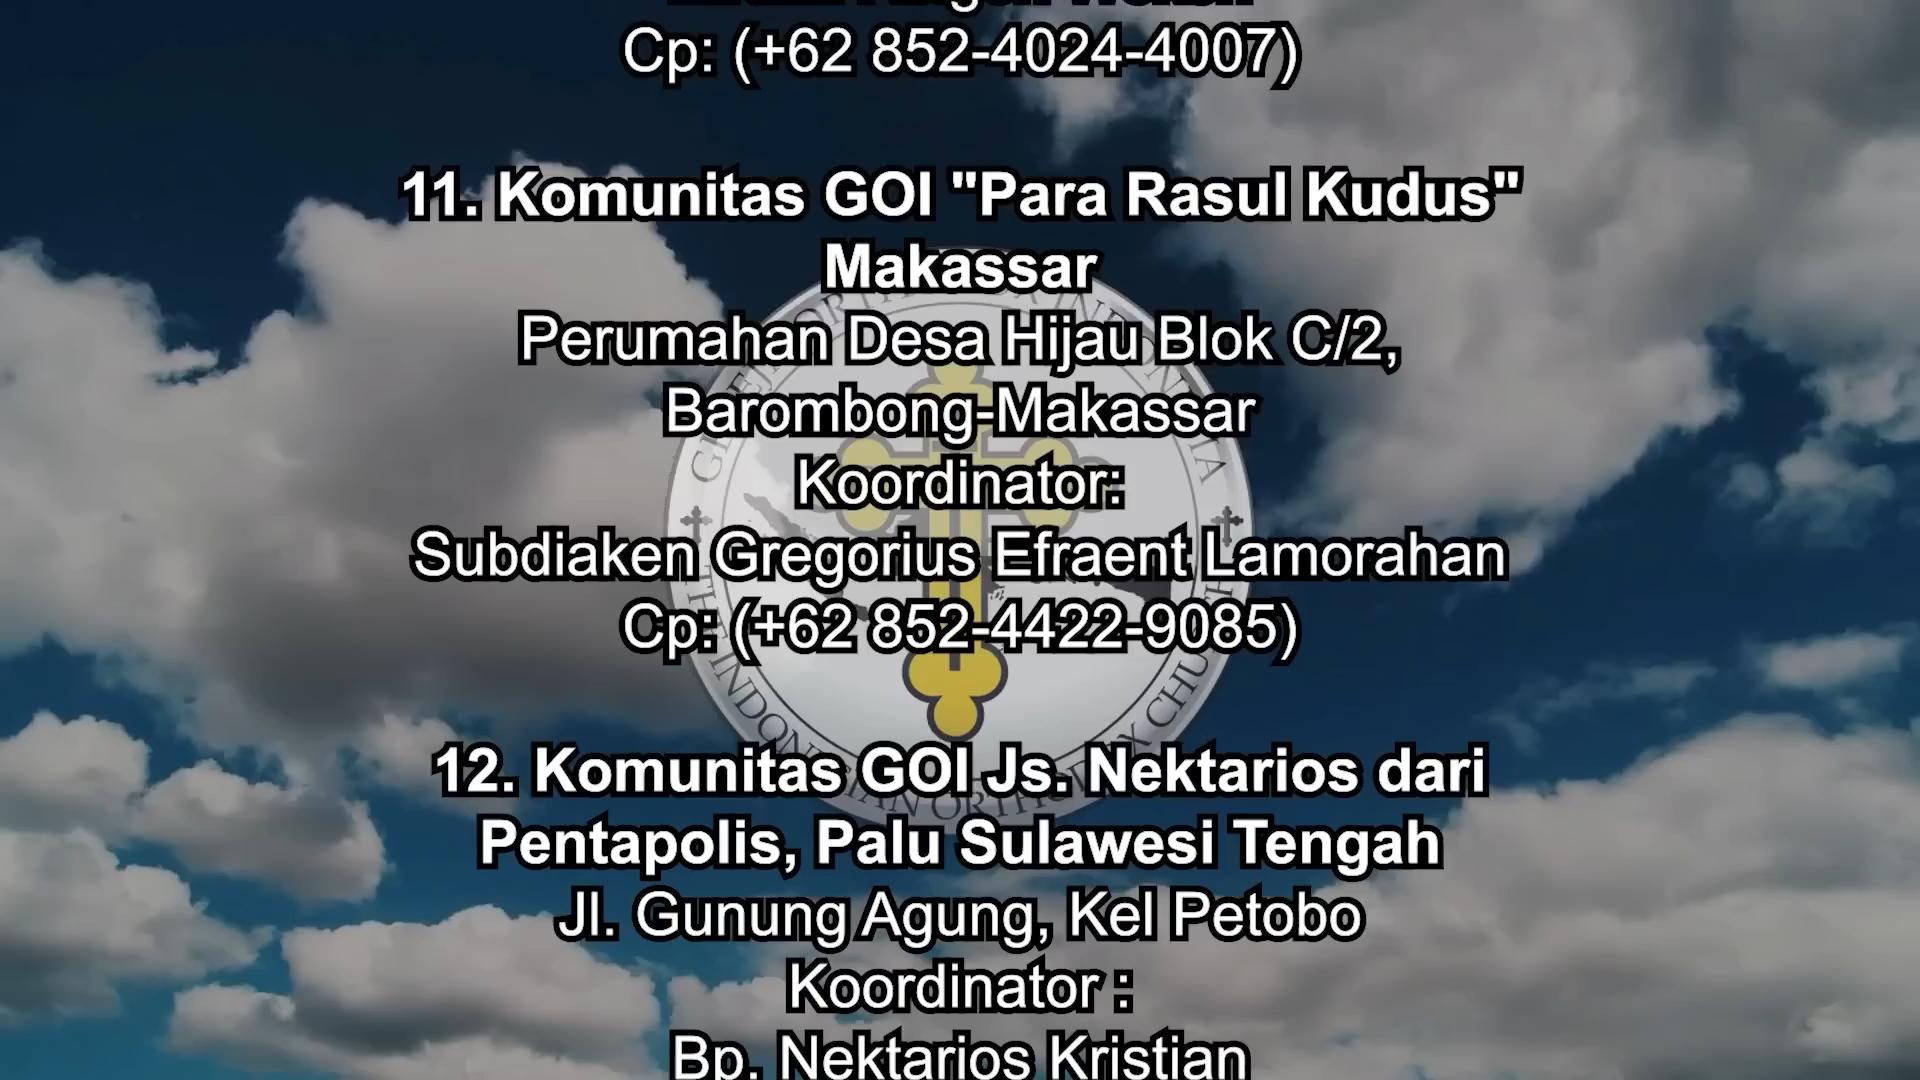 Cp: (+62 852-4024-4007)
11. Komunitas GOI "Para Rasul Kudus"
Makassar
Perumahan Desa Hijau Blok C/2,
Barombong-Makassar
Koordinator:
Subdiaken Gregorius Efraent Lamorahan
Cp: (+62 852-4422-9085)
12. Komunitas GOI Js. Nektarios dari
Pentapolis, Palu Sulawesi Tengah
Jl. Gunung Agung, Kel Petobo
Koordinator :
Bp. Nektarios Kristian